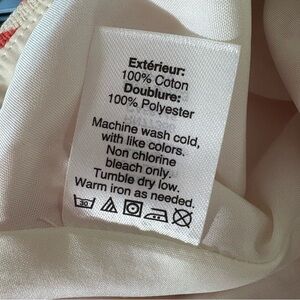 Extérieur:
100% Coton
Doublure:
100% Polyester
Machine wash cold,
with like colors.
Non chlorine
bleach only.
Tumble dry low.
Warm iron as needed.
30